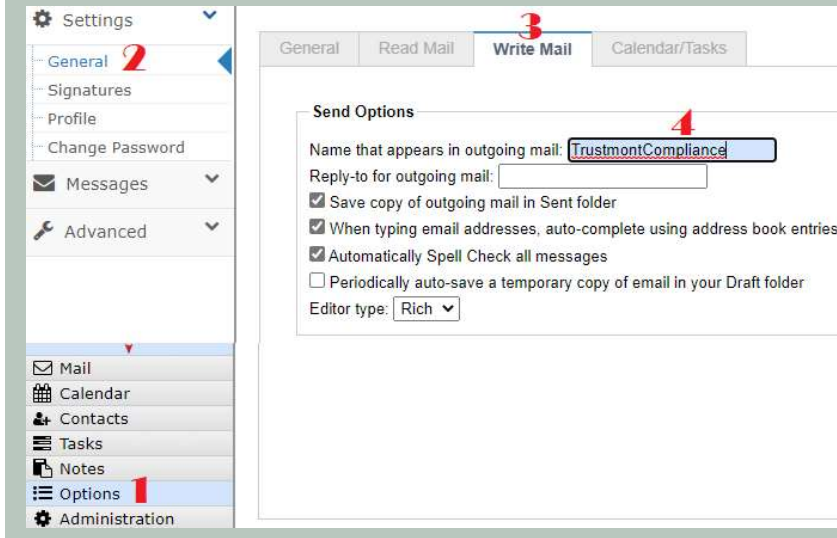 Settings
General 2
Signatures
Profile
Change Password
Messages
Advanced
3
General Read Mail Write Mail Calendar/Tasks
Send Options
4
Name that appears in outgoing mail: TrustmontCompliance
Reply-to for outgoing mail:
Save copy of outgoing mail in Sent folder
When typing email addresses, auto-complete using address book entries
Automatically Spell Check all messages
Periodically auto-save a temporary copy of email in your Draft folder
Editor type: Rich
Mail
Calendar
Contacts
Tasks
Notes
Options 1
Administration